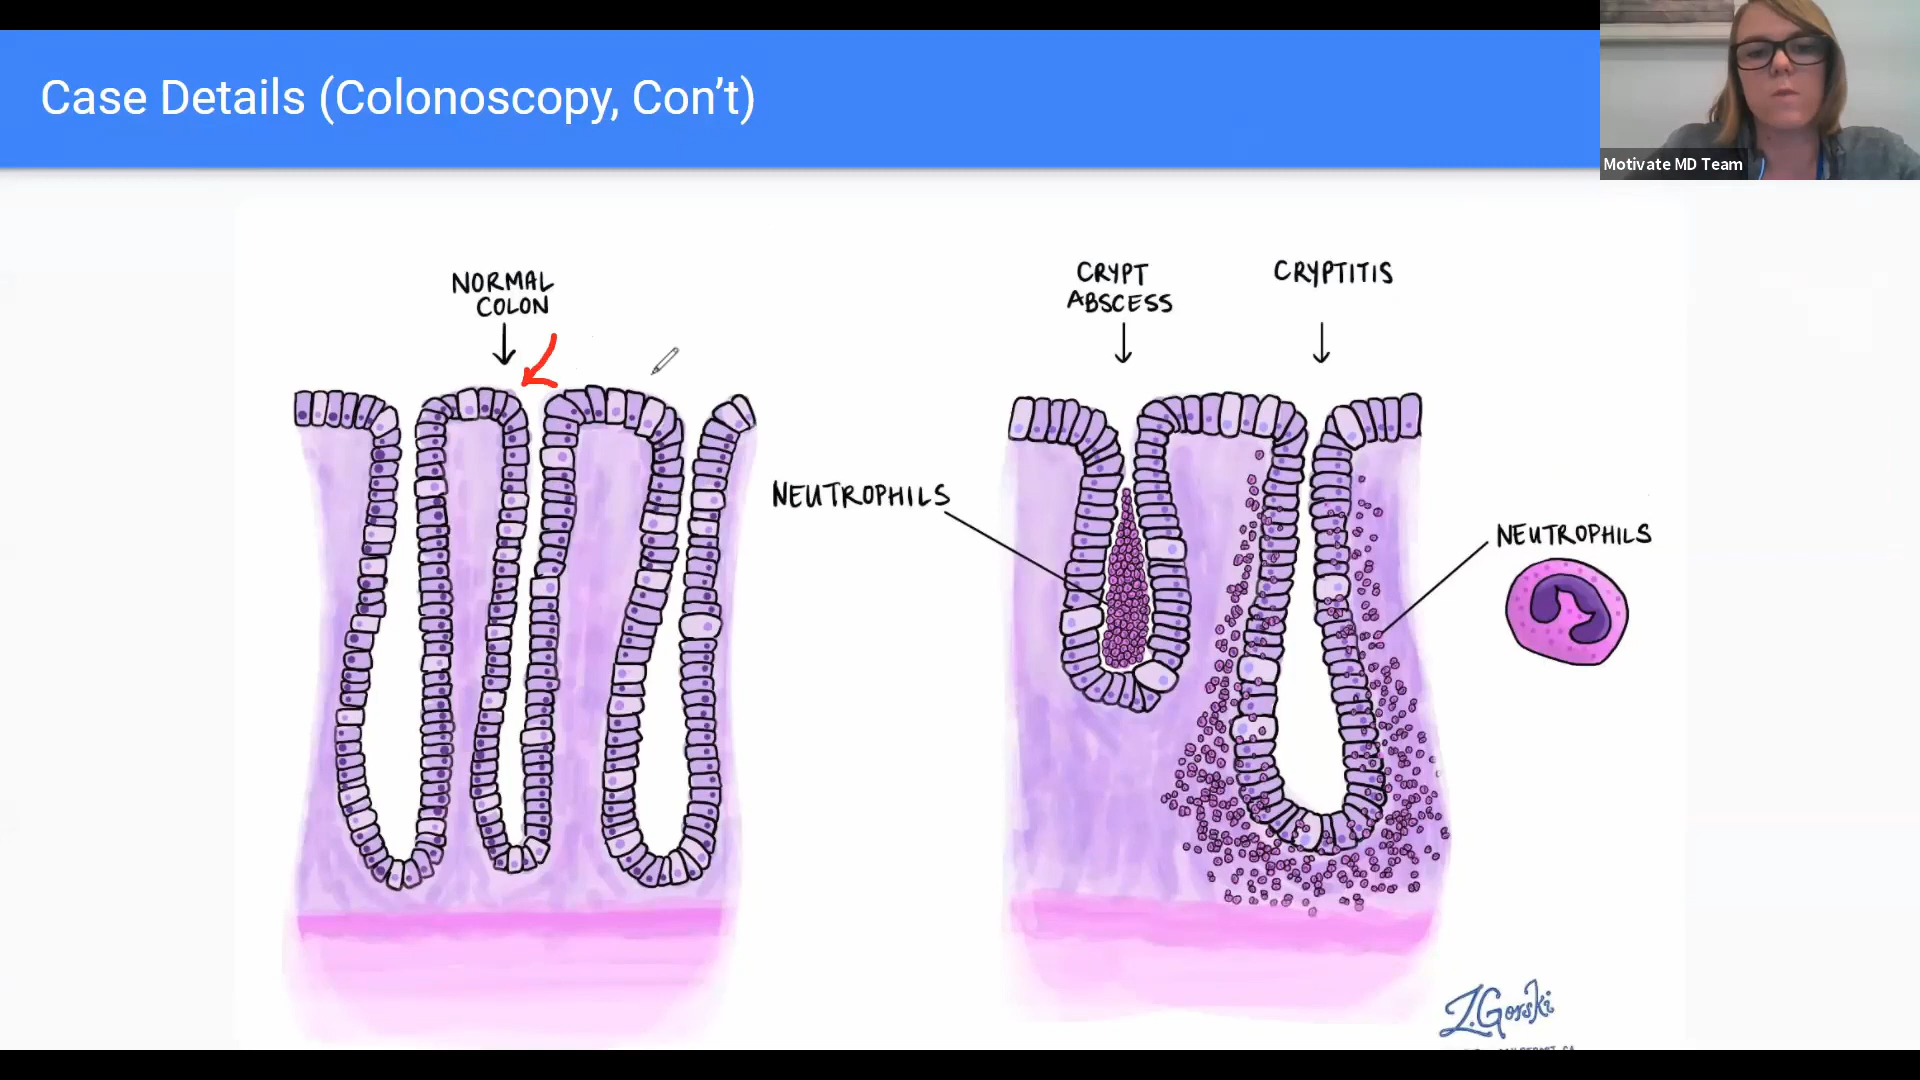 Case Details (Colonoscopy, Con’t)
Motivate MD Team
NORMAL
COLON
CRYPT
ABSCESS
CRYPTITIS
NEUTROPHILS
NEUTROPHILS
Z.Gorski